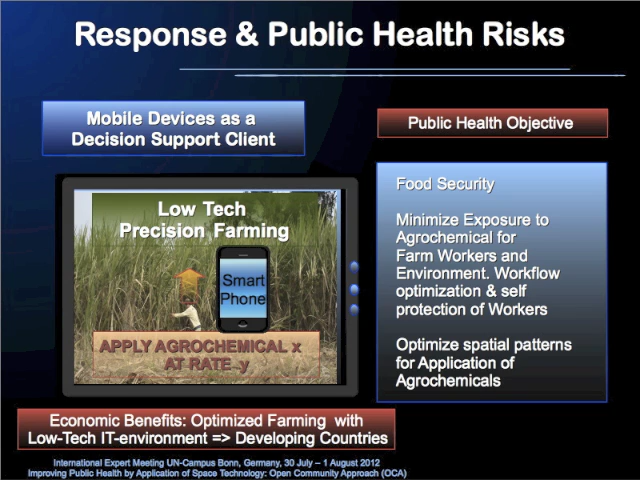 Response & Public Health Risks
Mobile Devices as a
Decision Support Client
Public Health Objective
Low Tech
Precision Farming
Smart
Phone
APPLY AGROCHEMICAL x
AT RATE y
Food Security
Minimize Exposure to
Agrochemical for
Farm Workers and
Environment. Workflow
optimization & self
protection of Workers
Optimize spatial patterns
for Application of
Agrochemicals
Economic Benefits: Optimized Farming with
Low-Tech IT-environment => Developing Countries
International Expert Meeting UN-Campus Bonn, Germany, 30 July – 1 August 2012
Improving Public Health by Application of Space Technology: Open Community Approach (OCA)